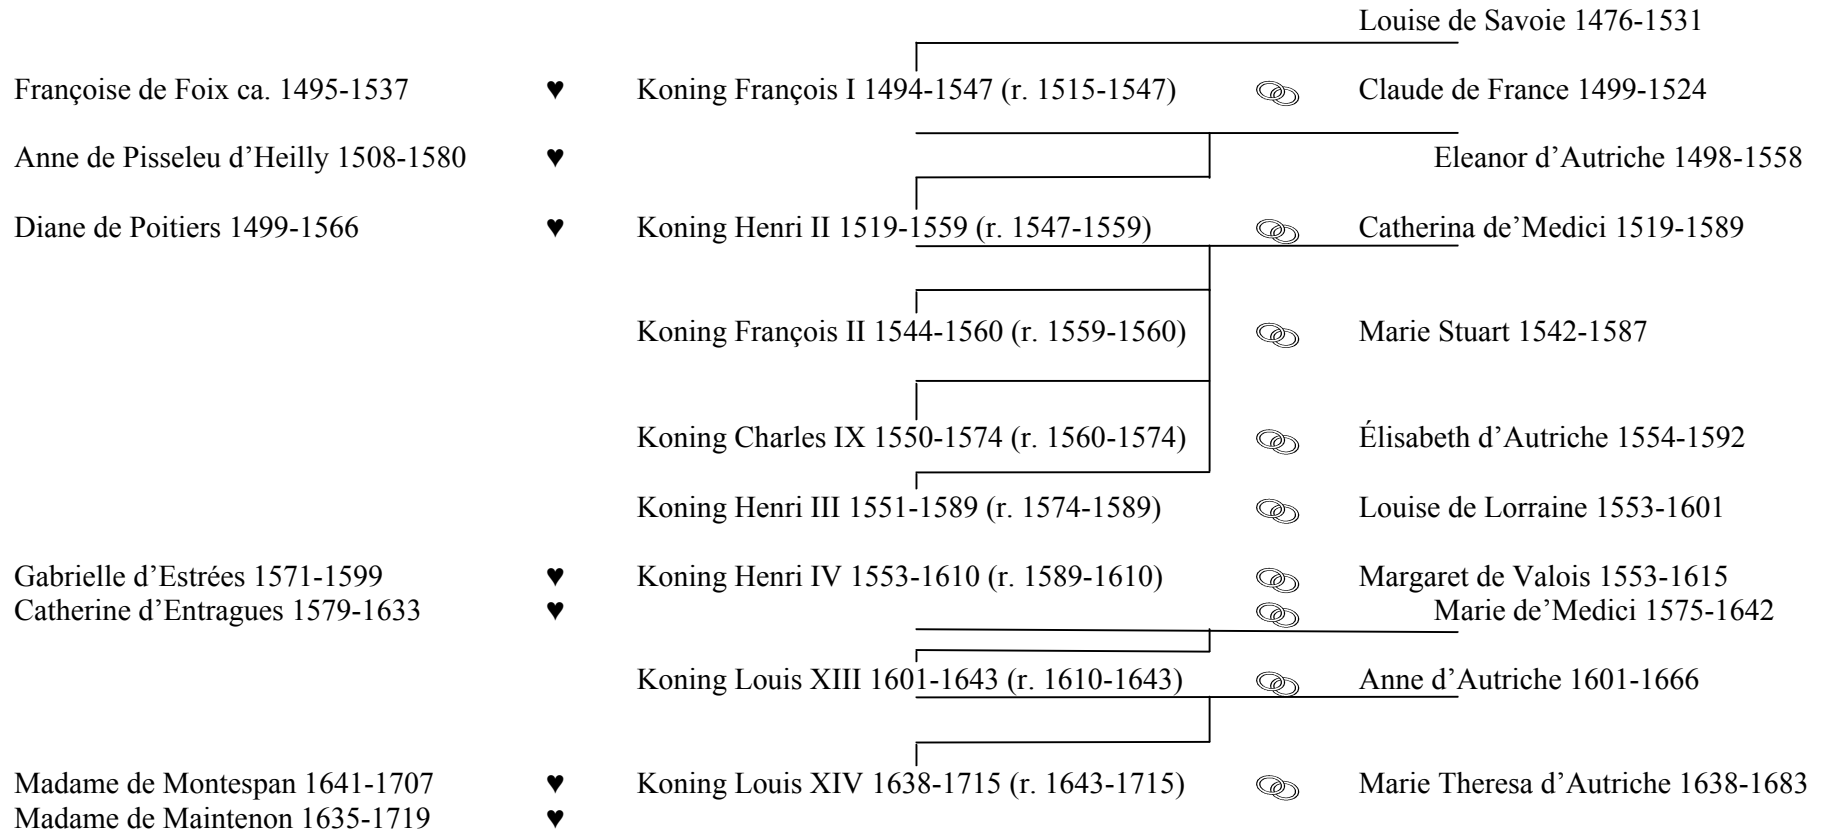 Louise de Savoie 1476-1531
Françoise de Foix ca. 1495-1537 ♥ Koning François I 1494-1547 (r. 1515-1547) Claude de France 1499-1524
Anne de Pisseleu d’Heilly 1508-1580 ♥ Eleanor d’Autriche 1498-1558
Diane de Poitiers 1499-1566 ♥ Koning Henri II 1519-1559 (r. 1547-1559) Catherina de’Medici 1519-1589
Koning François II 1544-1560 (r. 1559-1560) Marie Stuart 1542-1587
Koning Charles IX 1550-1574 (r. 1560-1574) Élisabeth d’Autriche 1554-1592
Koning Henri III 1551-1589 (r. 1574-1589) Louise de Lorraine 1553-1601
Gabrielle d’Estrées 1571-1599 ♥ Koning Henri IV 1553-1610 (r. 1589-1610) Margaret de Valois 1553-1615
Catherine d’Entragues 1579-1633 ♥ Marie de’Medici 1575-1642
Koning Louis XIII 1601-1643 (r. 1610-1643) Anne d’Autriche 1601-1666
Madame de Montespan 1641-1707 ♥ Koning Louis XIV 1638-1715 (r. 1643-1715) Marie Theresa d’Autriche 1638-1683
Madame de Maintenon 1635-1719 ♥